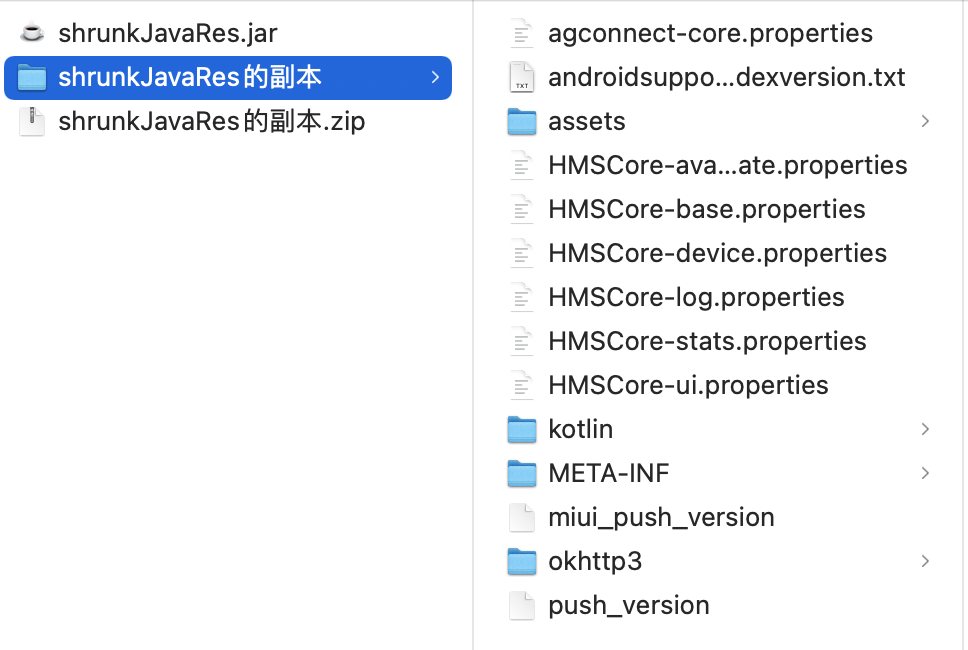 shrunkJavaRes.jar
shrunkJavaRes的副本
shrunkJavaRes的副本.zip
agconnect-core.properties
androidsuppo...dexversion.txt
assets
HMSCore-ava...ate.properties
HMSCore-base.properties
HMSCore-device.properties
HMSCore-log.properties
HMSCore-stats.properties
HMSCore-ui.properties
kotlin
META-INF
miui_push_version
okhttp3
push_version
TXT